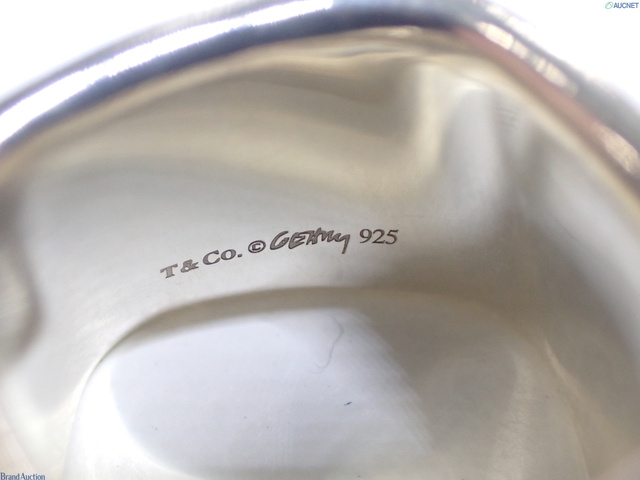 AUCNET
T & Co. © GEHRY 925
BrandAuction